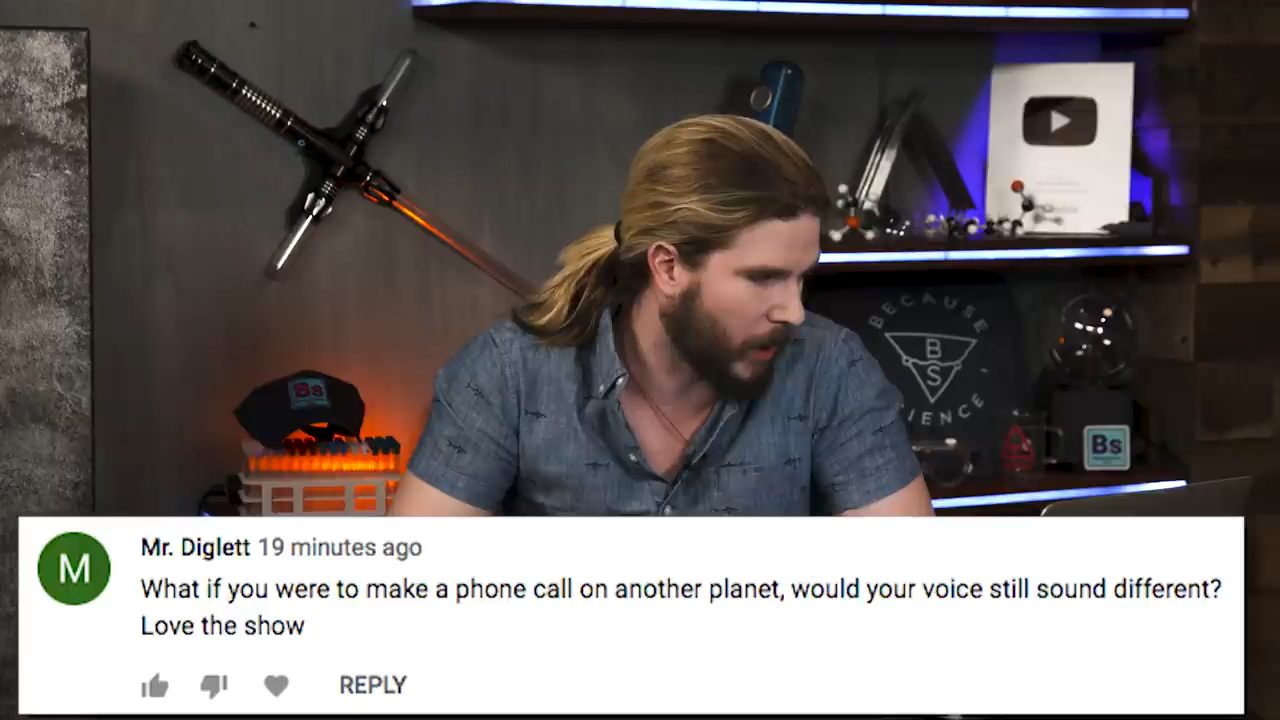 Bs
BECAUSE
B
S
SCIENCE
Bs
M
Mr. Diglett 19 minutes ago
What if you were to make a phone call on another planet, would your voice still sound different?
Love the show
REPLY